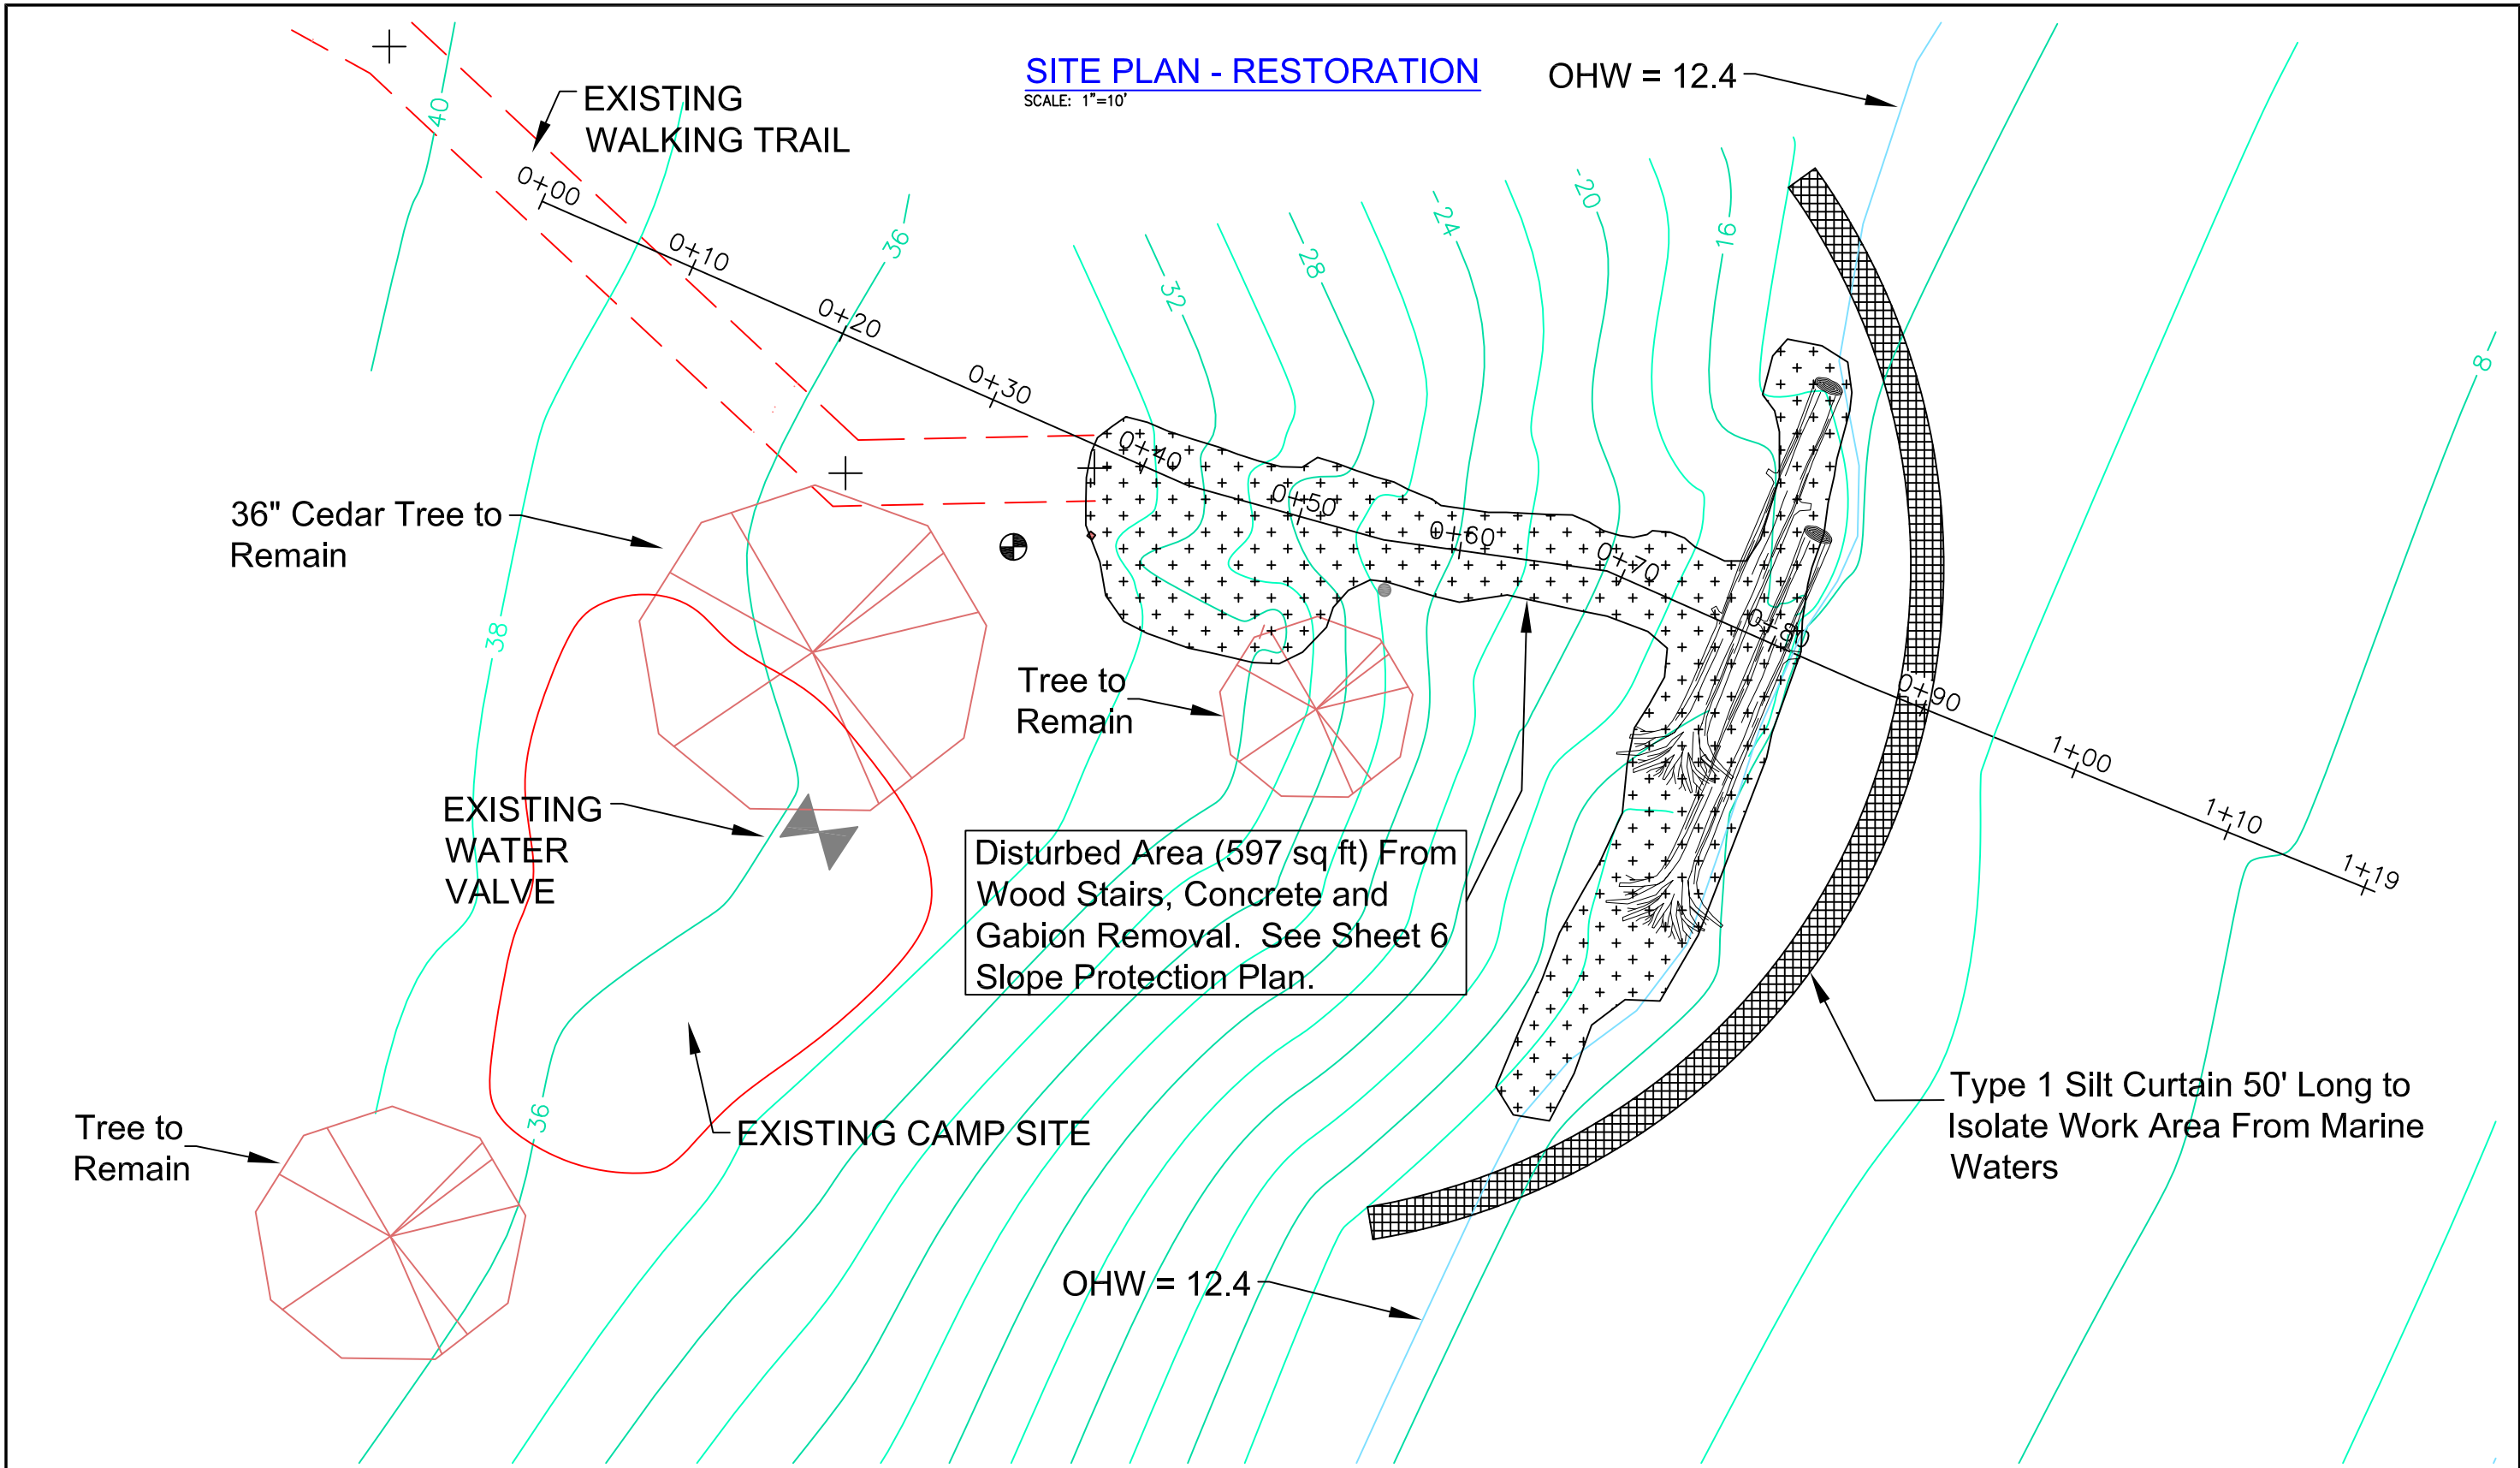 SITE PLAN - RESTORATION
SCALE: 1"=10'
OHW = 12.4
EXISTING
WALKING TRAIL
40
36
32
28
24
20
16
8
0+00
0+10
0+20
0+30
0+40
0+50
0+60
0+70
0+80
0+90
1+00
1+10
1+19
36" Cedar Tree to
Remain
38
Tree to
Remain
EXISTING
WATER
VALVE
Disturbed Area (597 sq ft) From
Wood Stairs, Concrete and
Gabion Removal. See Sheet 6
Slope Protection Plan.
EXISTING CAMP SITE
36
Tree to
Remain
Type 1 Silt Curtain 50' Long to
Isolate Work Area From Marine
Waters
OHW = 12.4